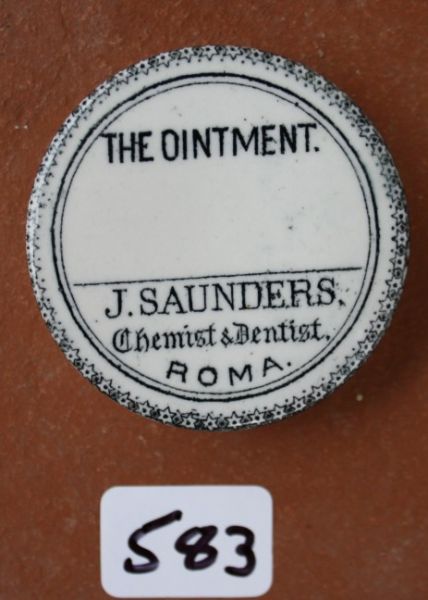 THE OINTMENT.
J. SAUNDERS,
Chemist & Dentist,
ROMA.
583